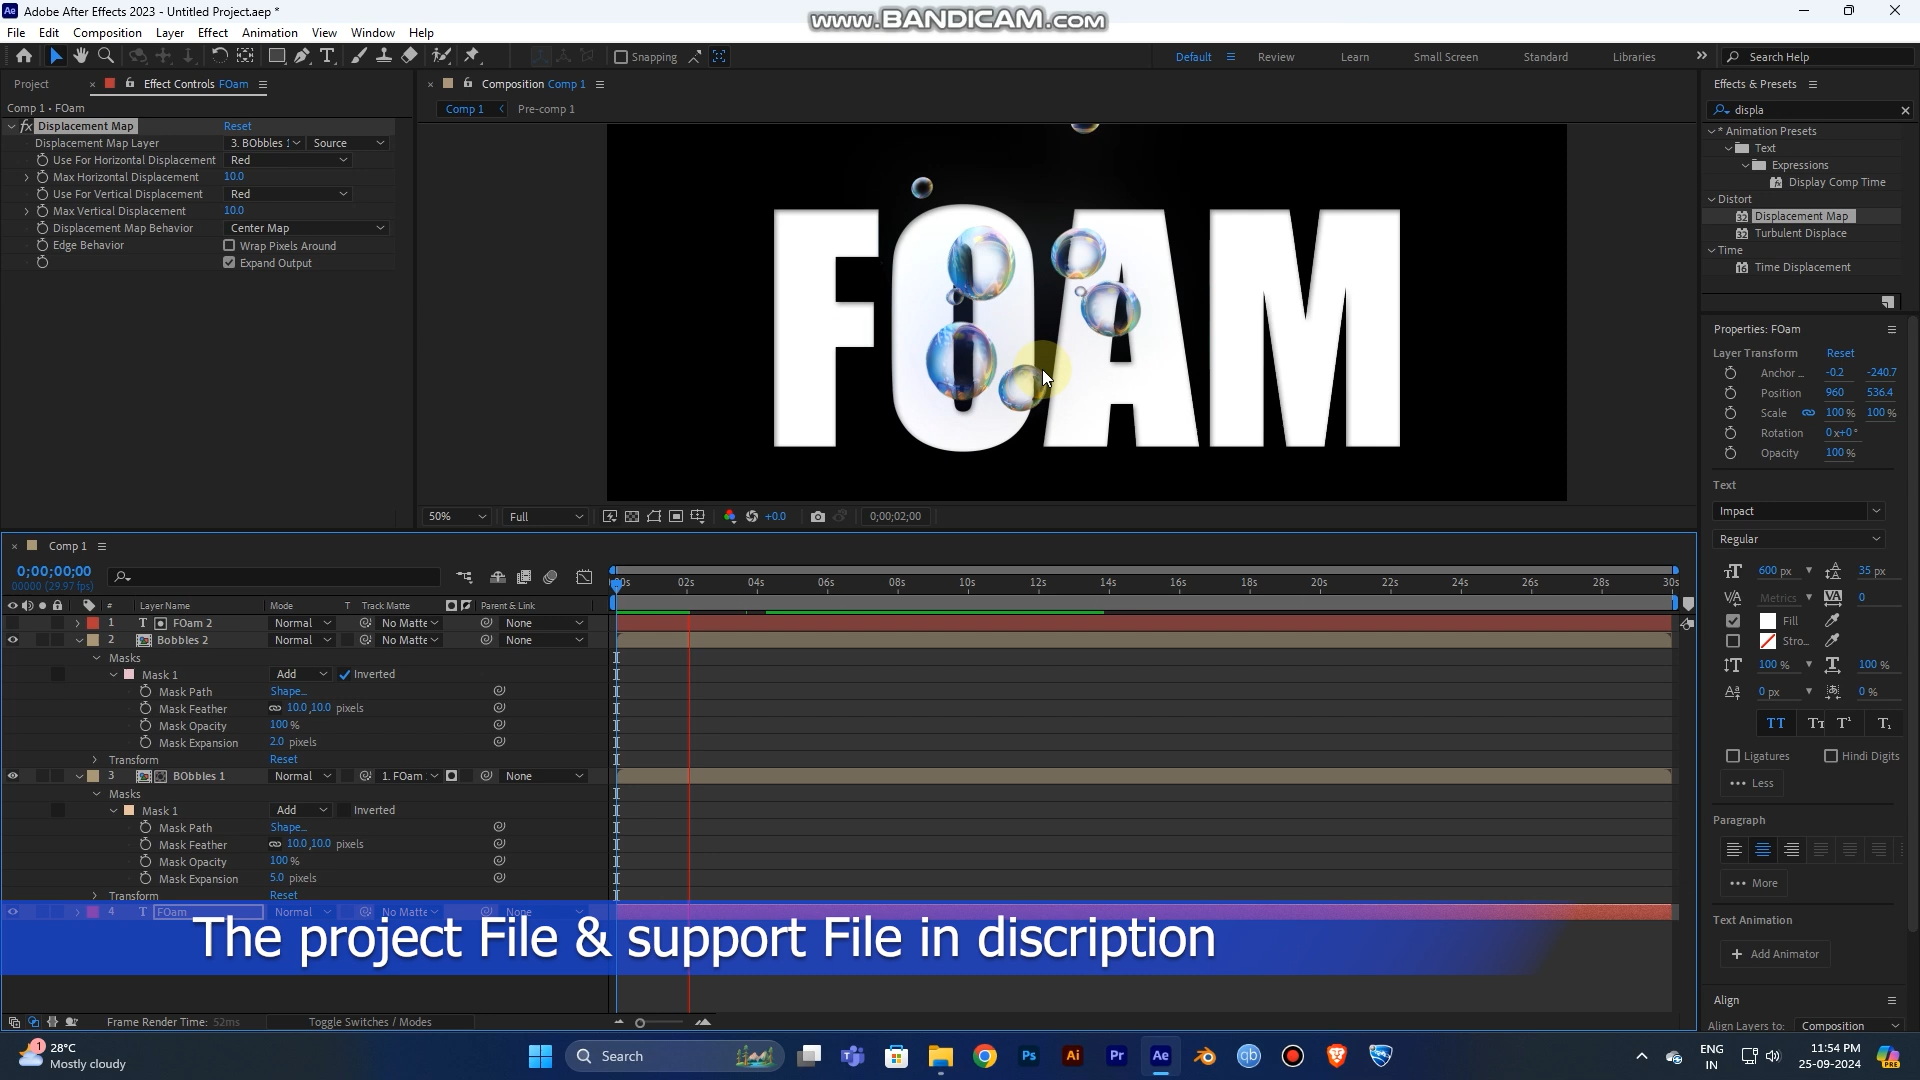 Adobe After Effects 2023 - Untitled Project.aep *
www.BANDICAM.com
File Edit Composition Layer Effect Animation View Window Help
Snapping
Default Review Learn Small Screen Standard Libraries
Search Help
Project Effect Controls FOam
Comp 1 • FOam
fx Displacement Map Reset
Displacement Map Layer 3. BObbles 1 Source
Use For Horizontal Displacement Red
Max Horizontal Displacement 10.0
Use For Vertical Displacement Red
Max Vertical Displacement 10.0
Displacement Map Behavior Center Map
Edge Behavior Wrap Pixels Around
Expand Output
Composition Comp 1
Comp 1 Pre-comp 1
FOAM
50% Full +0.0 0;00;02;00
Effects & Presets
displa
* Animation Presets
Text
Expressions
Display Comp Time
Distort
Displacement Map
Turbulent Displace
Time
Time Displacement
Properties: FOam
Layer Transform Reset
Anchor ... -0.2 -240.7
Position 960 536.4
Scale 100 % 100 %
Rotation 0x+0°
Opacity 100 %
Text
Impact
Regular
600 px 35 px
Metrics 0
Fill
Stro...
100 % 100 %
0 px 0 %
TT Tт T¹ T₁
Ligatures Hindi Digits
Less
Paragraph
More
Text Animation
Add Animator
Align
Align Layers to: Composition
Comp 1
0;00;00;00
00000 (29.97 fps)
:00s 02s 04s 06s 08s 10s 12s 14s 16s 18s 20s 22s 24s 26s 28s 30s
# Layer Name Mode T Track Matte Parent & Link
1 T FOam 2 Normal No Matte None
2 Bobbles 2 Normal No Matte None
Masks
Mask 1 Add Inverted
Mask Path Shape...
Mask Feather 10.0,10.0 pixels
Mask Opacity 100 %
Mask Expansion 2.0 pixels
Transform Reset
3 BObbles 1 Normal 1. FOam None
Masks
Mask 1 Add Inverted
Mask Path Shape...
Mask Feather 10.0,10.0 pixels
Mask Opacity 100 %
Mask Expansion 5.0 pixels
Transform Reset
4 T FOam Normal No Matte None
The project File & support File in discription
Frame Render Time: 52ms Toggle Switches / Modes
1 28°C
Mostly cloudy
Search
Ps Ai Pr Ae qb
ENG
IN
11:54 PM
25-09-2024
PRE